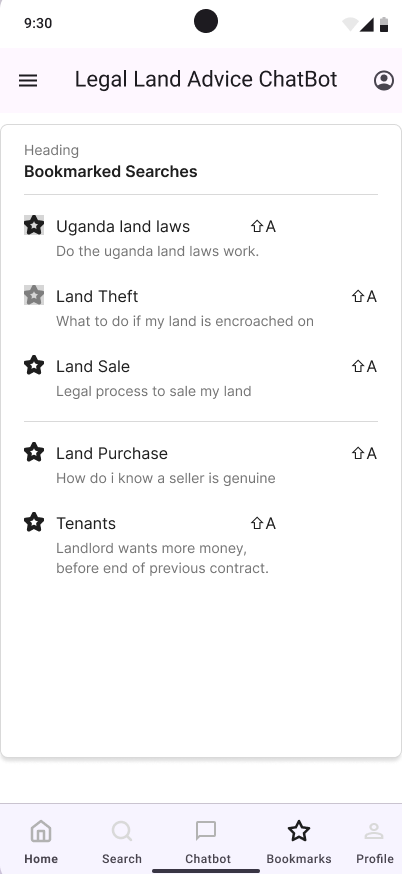 9:30
Legal Land Advice ChatBot
Heading
Bookmarked Searches
Uganda land laws ⇧A
Do the uganda land laws work.
Land Theft ⇧A
What to do if my land is encroached on
Land Sale ⇧A
Legal process to sale my land
Land Purchase ⇧A
How do i know a seller is genuine
Tenants ⇧A
Landlord wants more money,
before end of previous contract.
Home Search Chatbot Bookmarks Profile